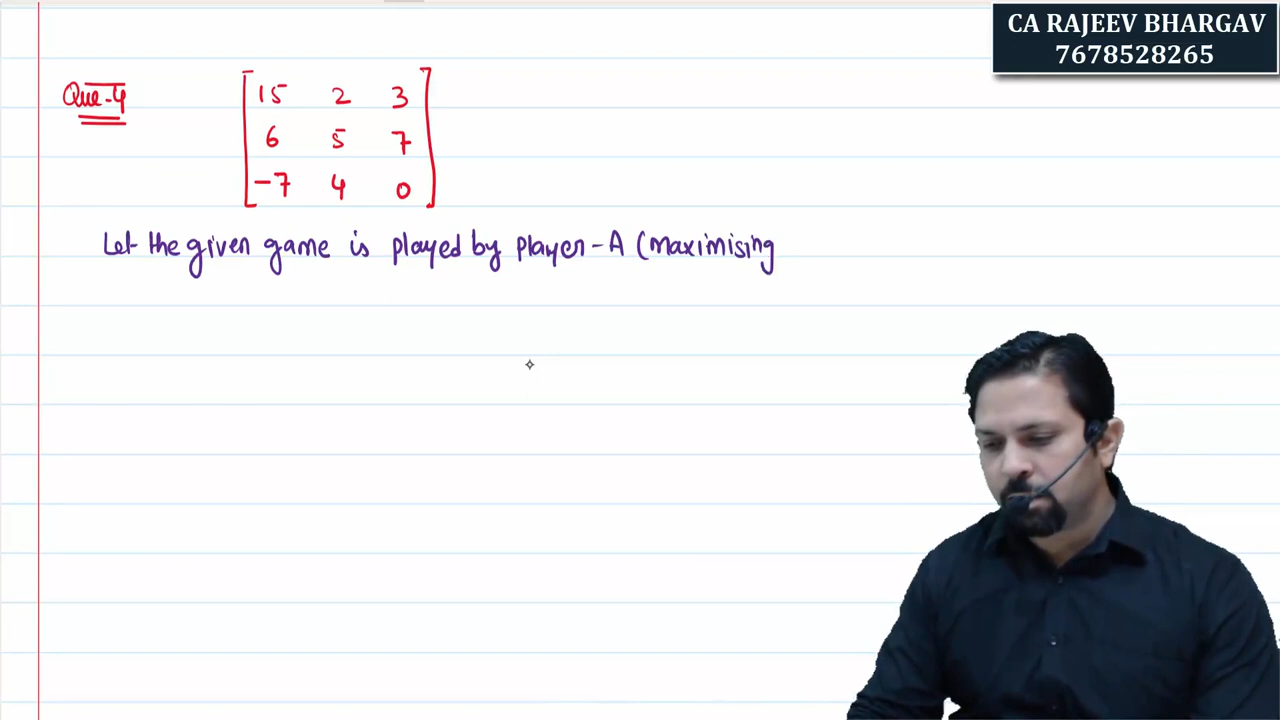 CA RAJEEV BHARGAV
7678528265
Que-4
15 2 3
6 5 7
-7 4 0
Let the given game is played by player-A (maximising